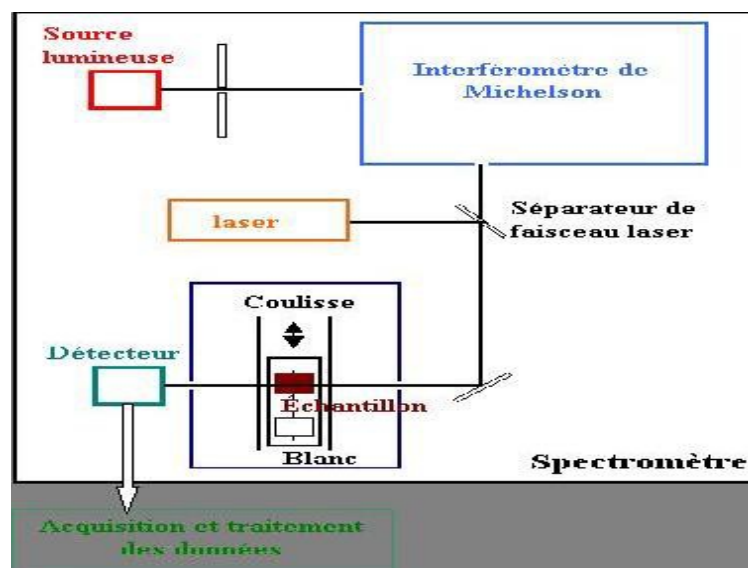 Source
lumineuse
Interféromètre de
Michelson
laser
Séparateur de
faisceau laser
Coulisse
Détecteur
Echantillon
Blanc
Spectromètre
Acquisition et traitement
des données